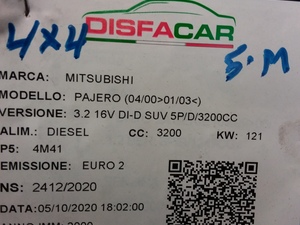 DISFACAR
4x4
5.M
MARCA: MITSUBISHI
MODELLO: PAJERO (04/00>01/03<)
VERSIONE: 3.2 16V DI-D SUV 5P/D/3200CC
ALIM.: DIESEL CC: 3200 KW: 121
P5: 4M41
EMISSIONE: EURO 2
NS: 2412/2020
DATA:05/10/2020 18:02:00